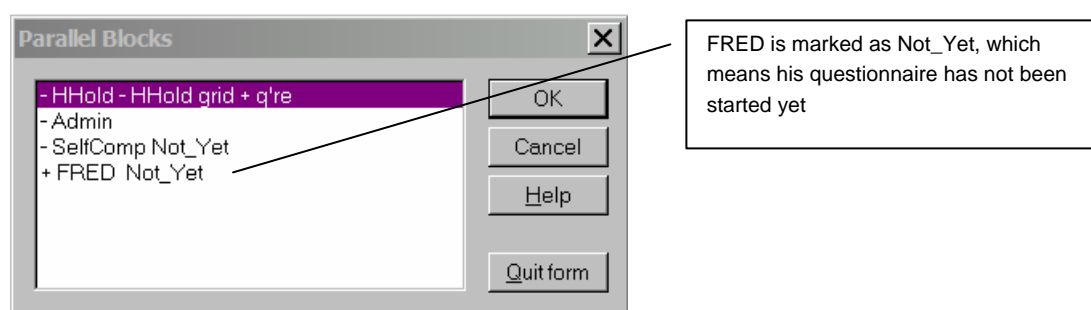 Parallel Blocks
- HHold - HHold grid + q're
- Admin
- SelfComp Not_Yet
+ FRED Not_Yet
OK
Cancel
Help
Quit form
FRED is marked as Not_Yet, which
means his questionnaire has not been
started yet